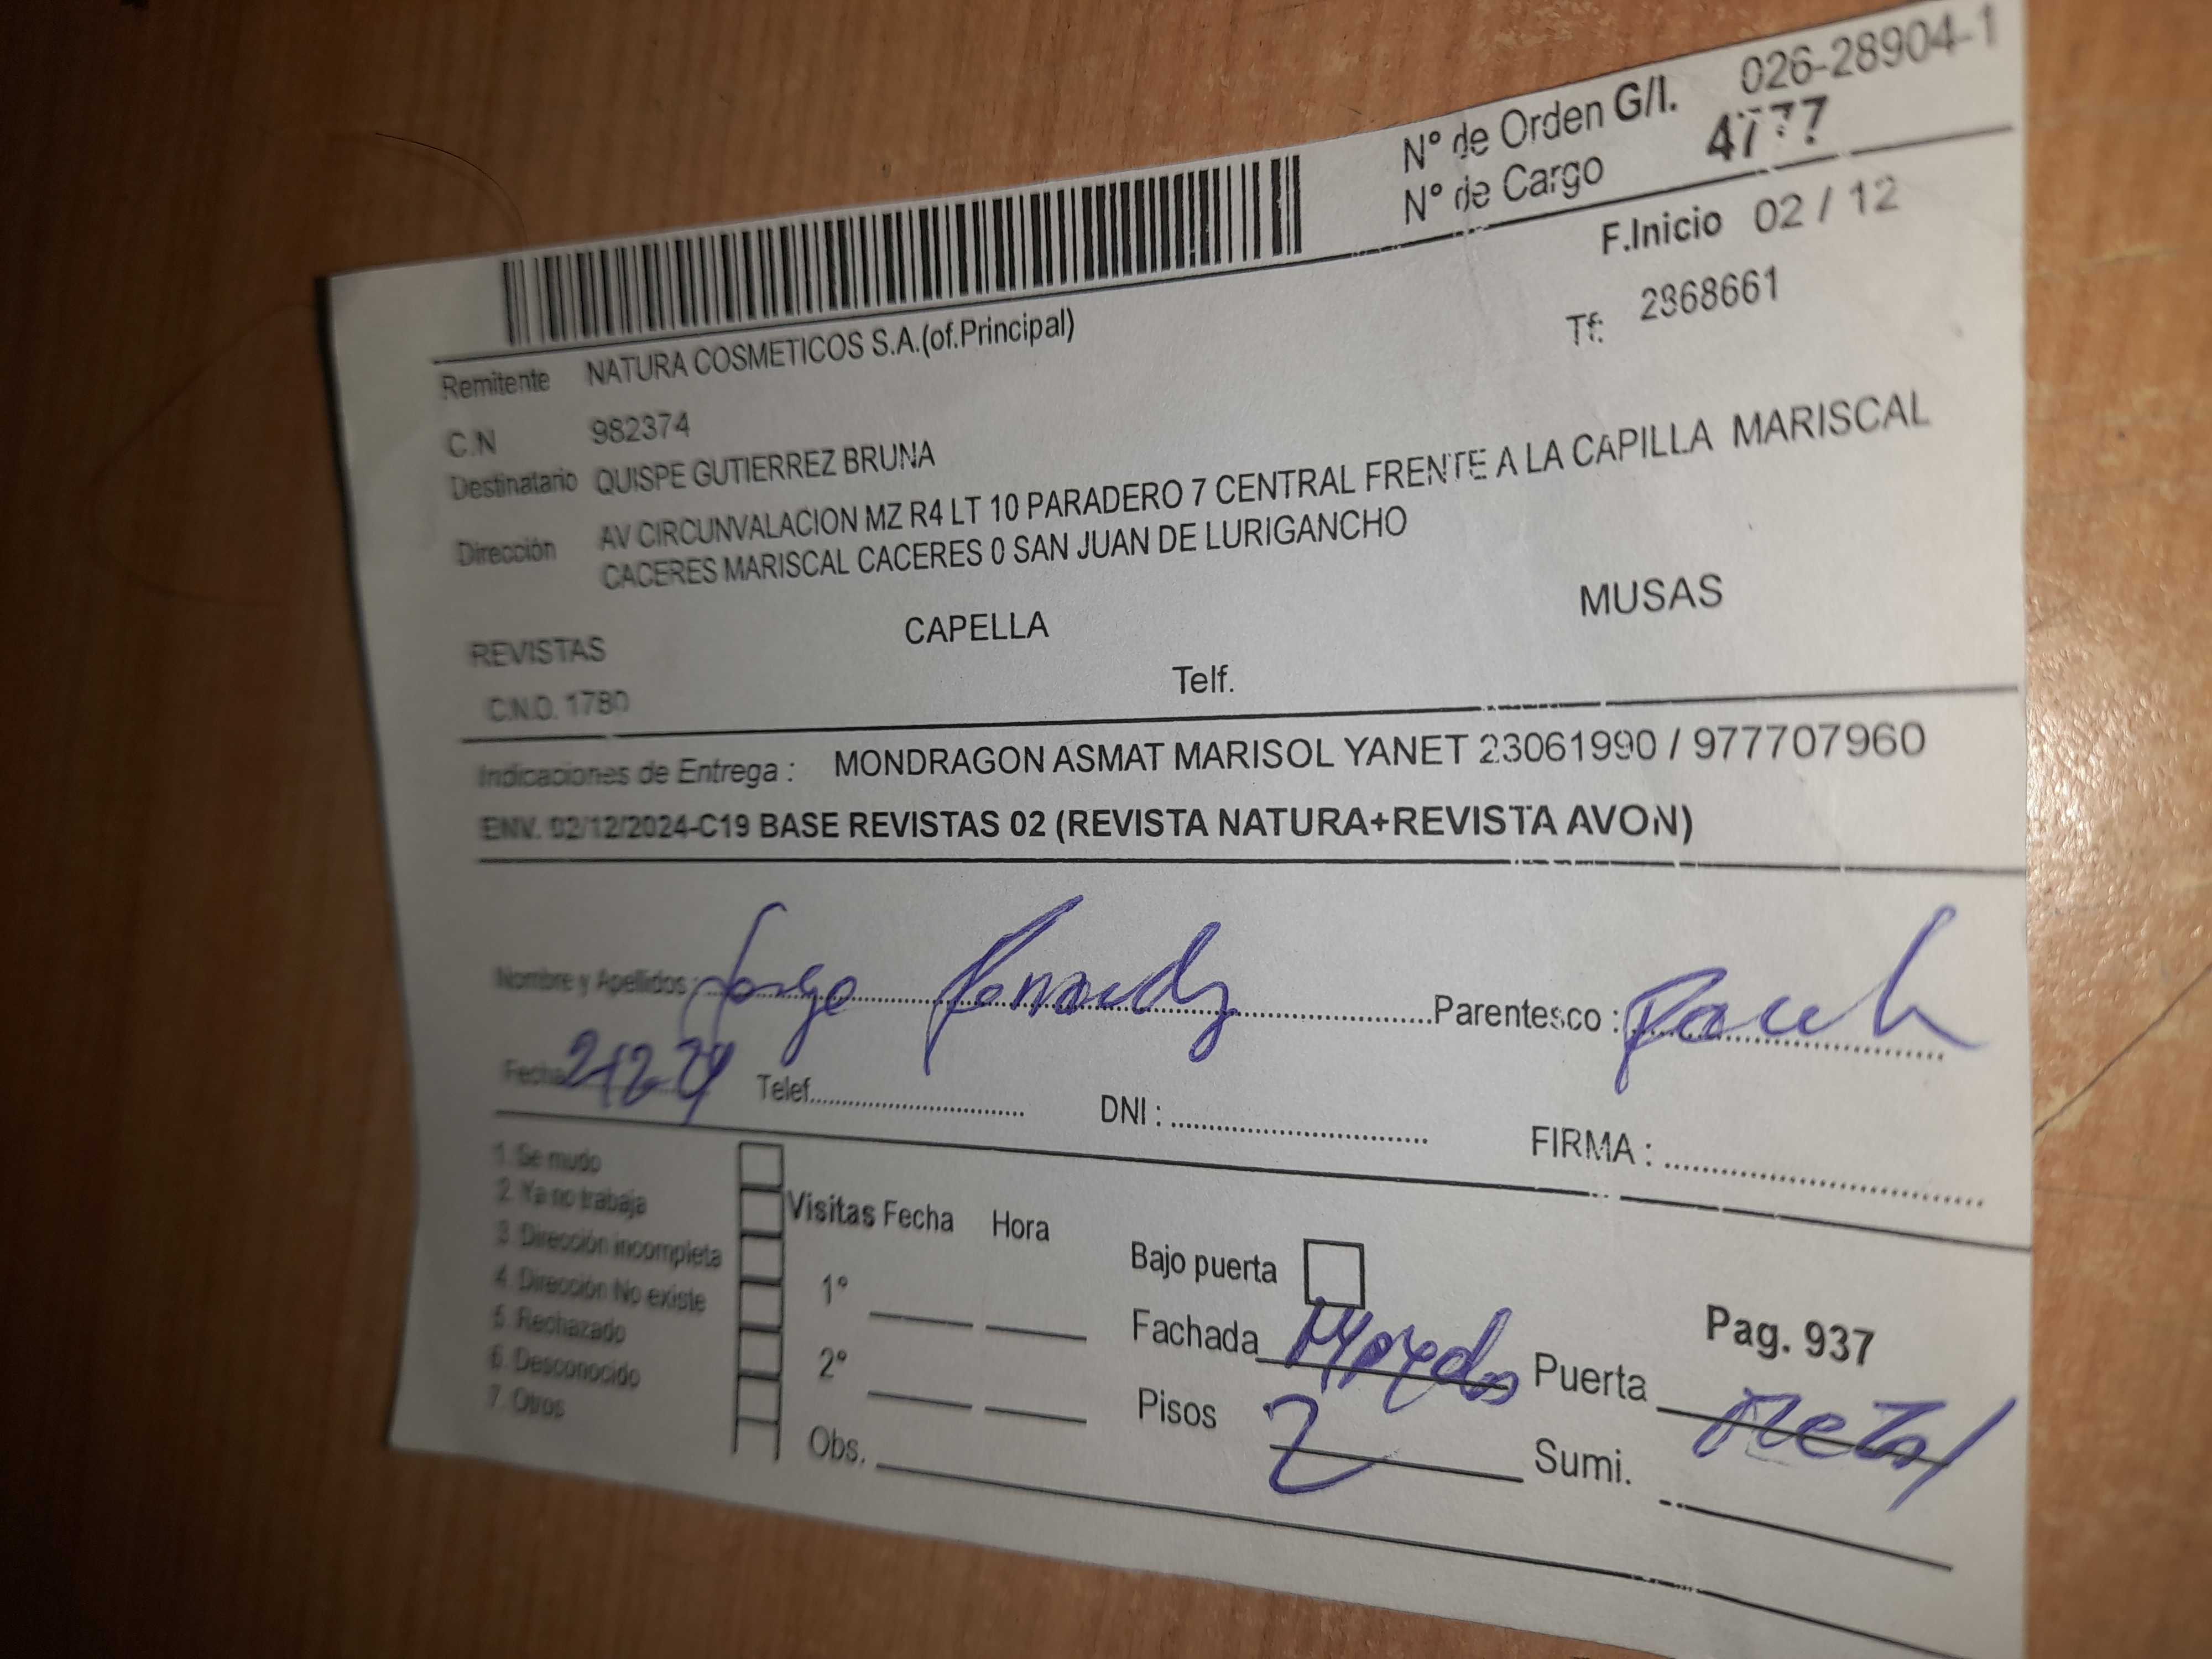 Nº de Orden G/I. 026-28904-1
Nº de Cargo 4777
F.Inicio 02 / 12
Remitente NATURA COSMETICOS S.A.(of.Principal) Tf: 2868661
C.N 982374
Destinatario QUISPE GUTIERREZ BRUNA
Dirección AV CIRCUNVALACION MZ R4 LT 10 PARADERO 7 CENTRAL FRENTE A LA CAPILLA MARISCAL
CACERES MARISCAL CACERES 0 SAN JUAN DE LURIGANCHO
REVISTAS CAPELLA MUSAS
C.N.O. 1780 Telf.
Indicaciones de Entrega : MONDRAGON ASMAT MARISOL YANET 23061990 / 977707960
ENV. 02/12/2024-C19 BASE REVISTAS 02 (REVISTA NATURA+REVISTA AVON)
Nombre y Apellidos: Jorge Parentesco :
Fecha Telef. DNI : FIRMA :
1. Se mudo
2. Ya no trabaja
3. Dirección incompleta
4. Dirección No existe
5. Rechazado
6. Desconocido
7. Otros
Visitas Fecha Hora
1°
2°
Obs.
Bajo puerta
Pag. 937
Fachada Puerta Metal
Pisos 2 Sumi.